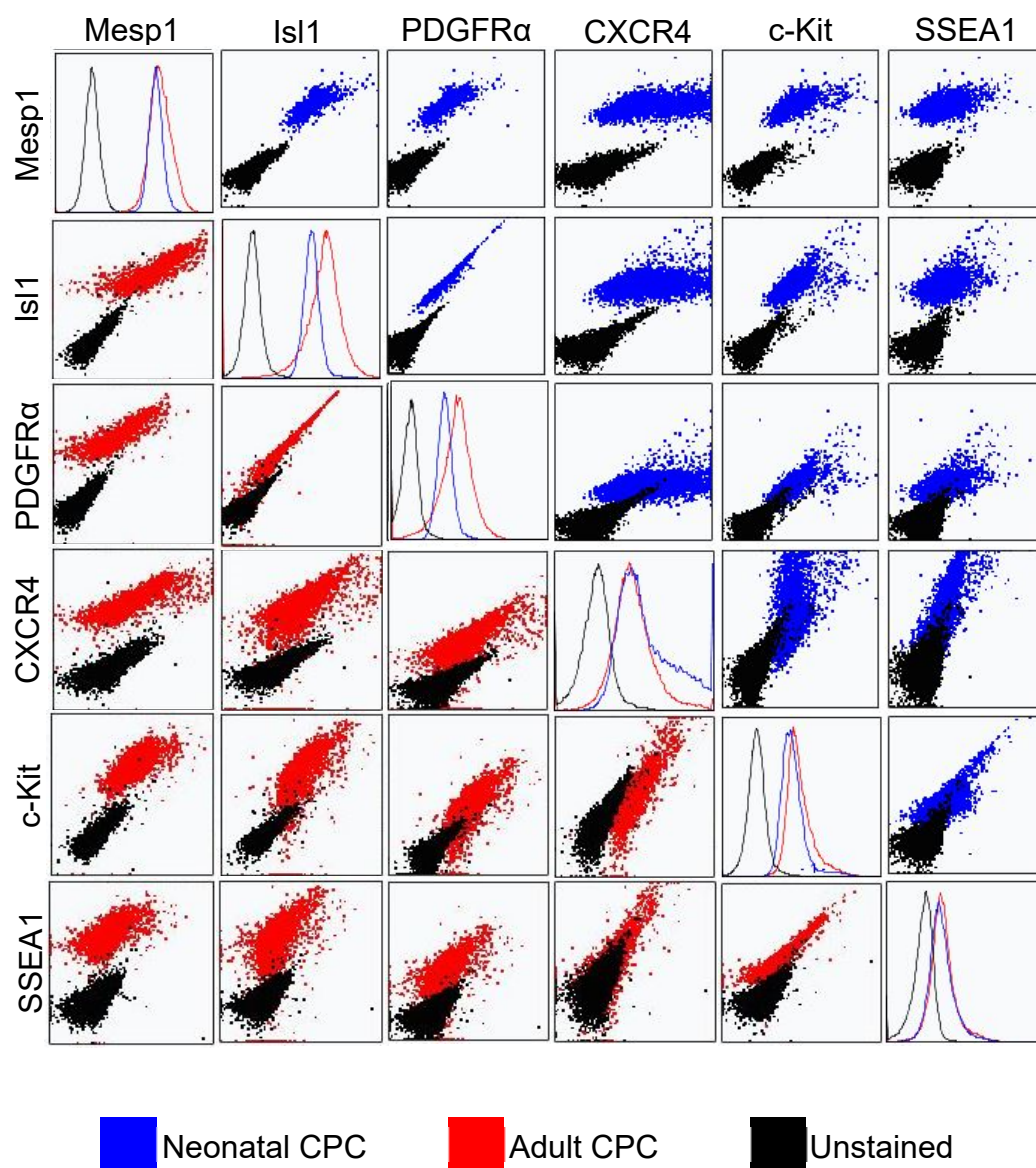 Mesp1 Isl1 PDGFRα CXCR4 c-Kit SSEA1
Mesp1
Isl1
PDGFRα
CXCR4
c-Kit
SSEA1
Neonatal CPC Adult CPC Unstained